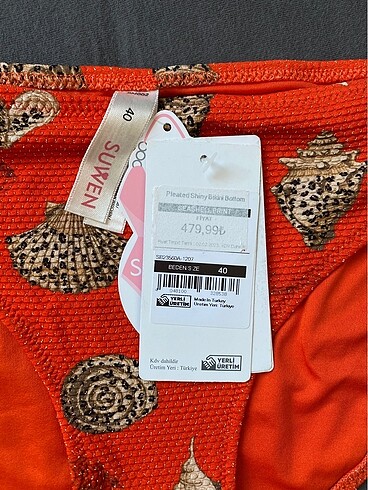 40
SUWEN
Pleated Shiny Bikini Bottom
SEASHELL PRINT
FİYAT
479,99₺
BEDEN/SIZE 40
YERLİ
ÜRETİM
Made In Turkey
Üretim Yeri: Türkiye
Kdv dahildir
Üretim Yeri : Türkiye
YERLİ
ÜRETİM